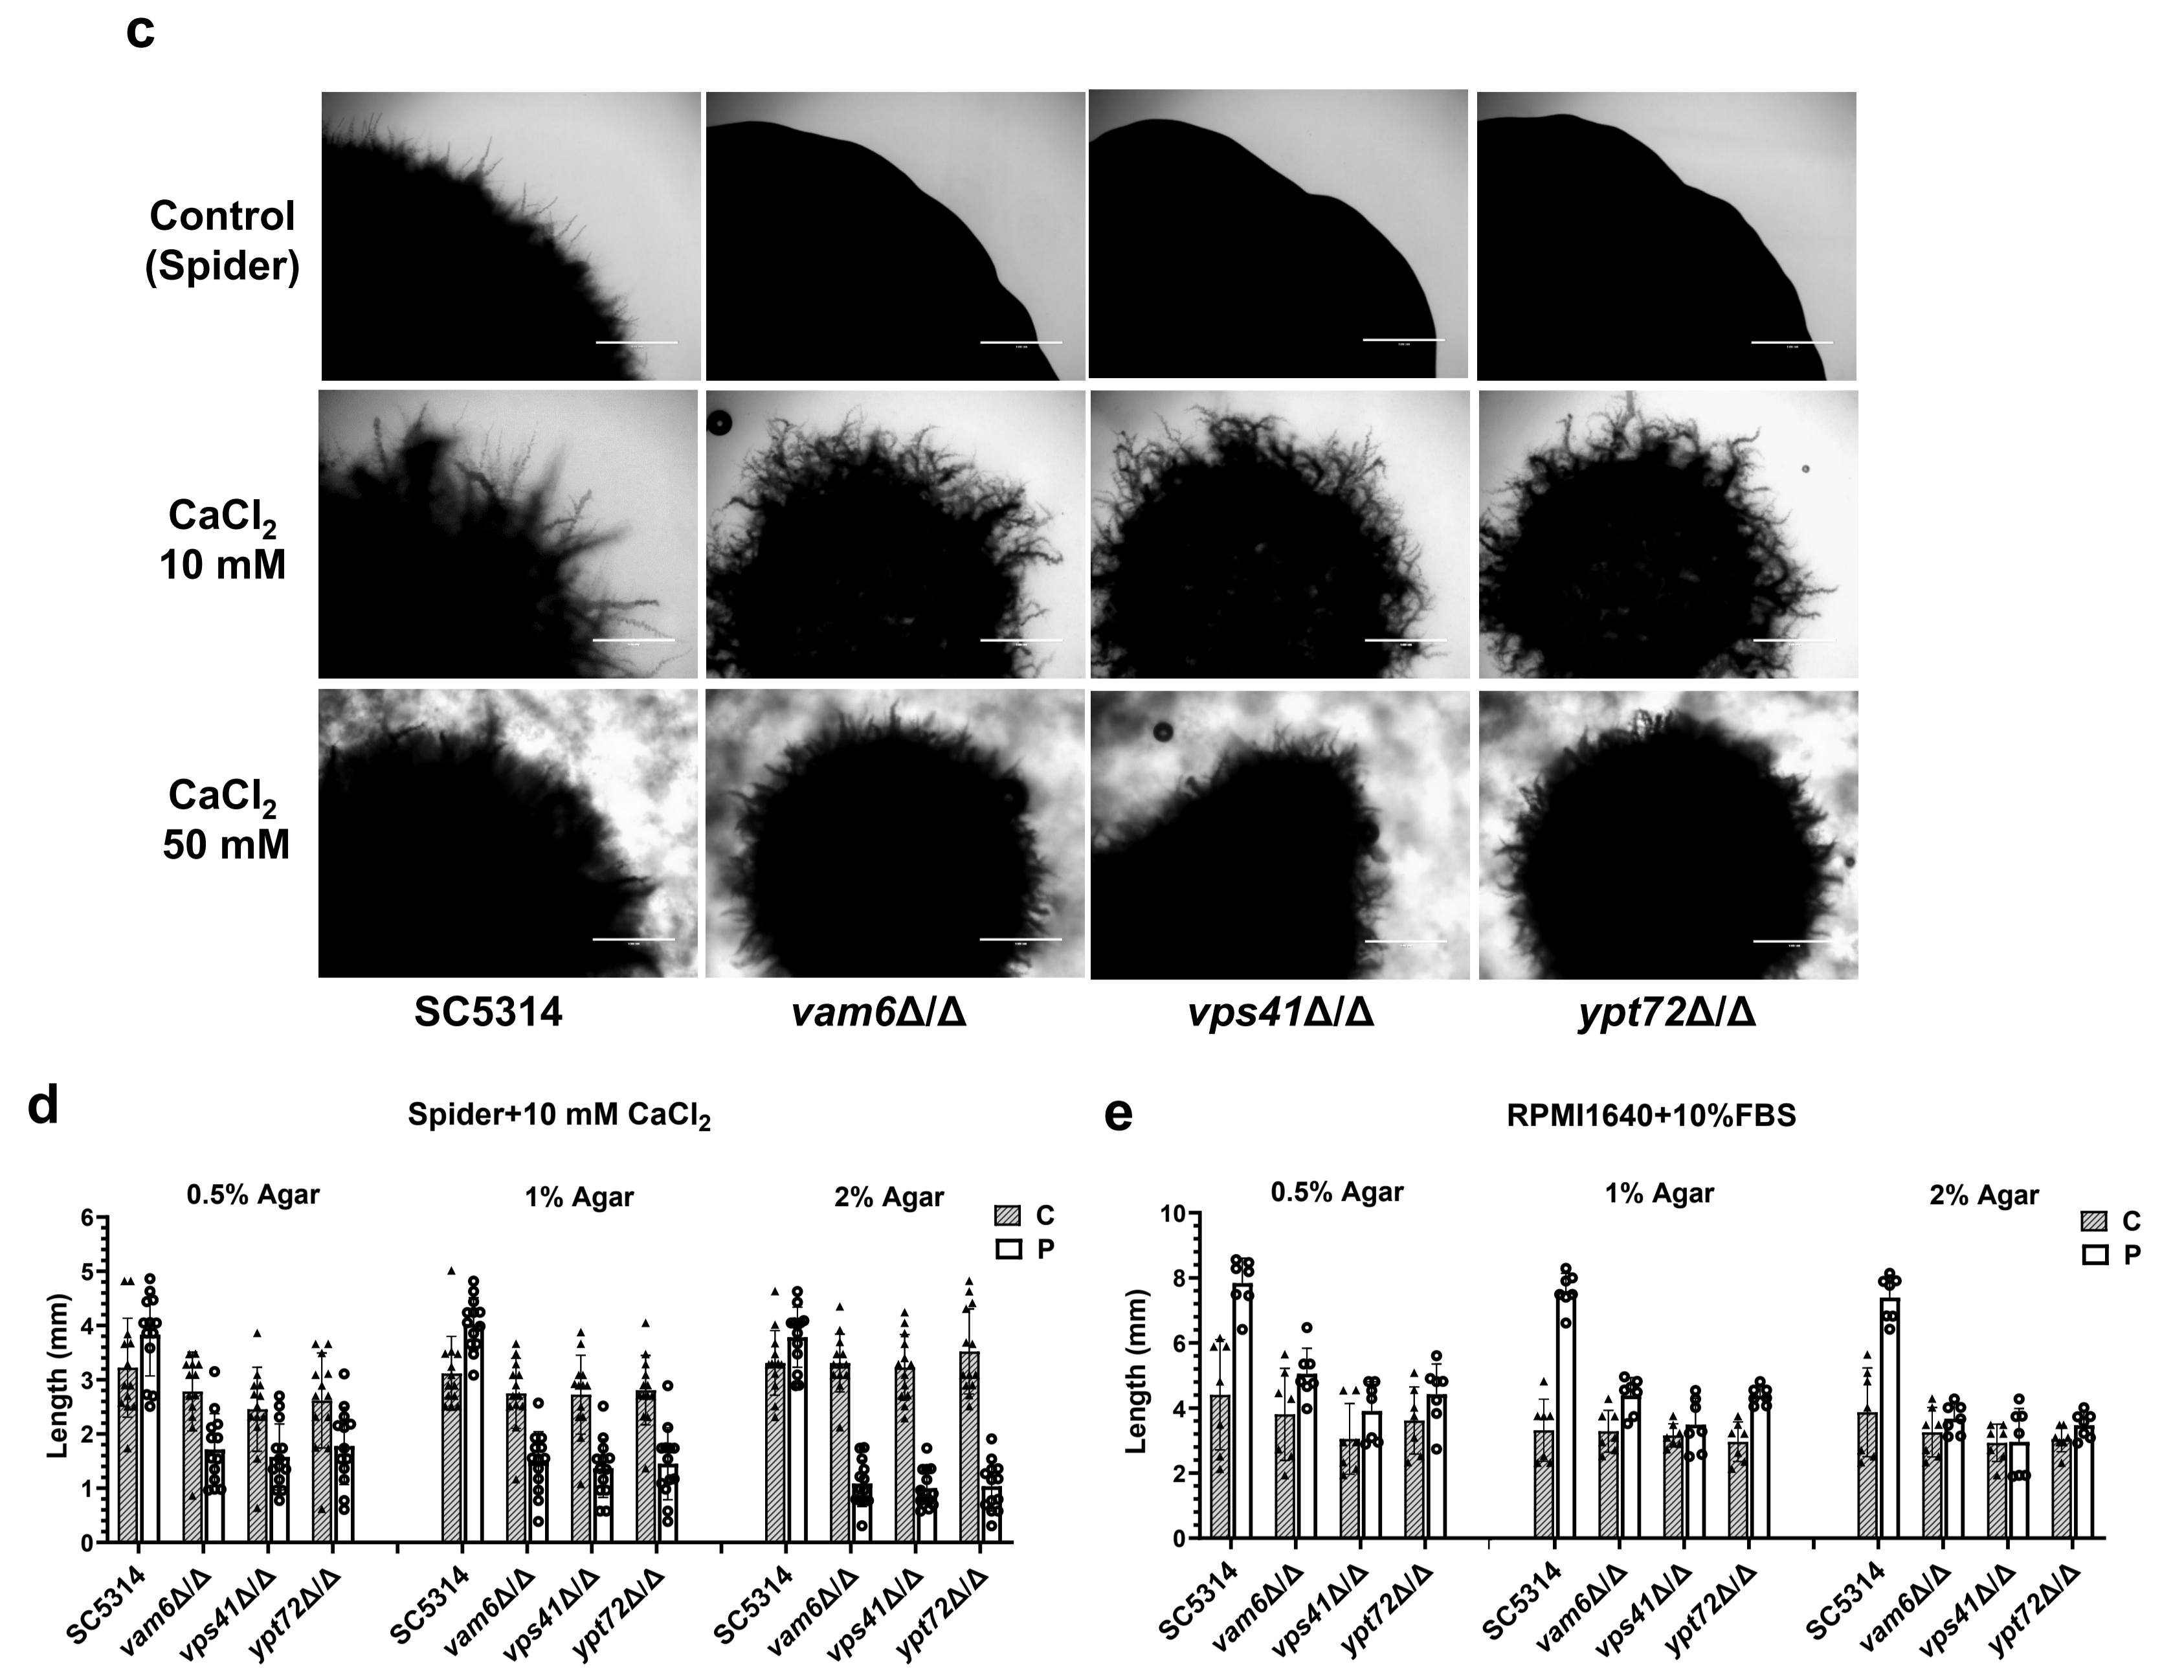 c
Control
(Spider)
CaCl₂
10 mM
CaCl₂
50 mM
SC5314
vam6Δ/Δ
vps41Δ/Δ
ypt72Δ/Δ
d
Spider+10 mM CaCl₂
0.5% Agar
1% Agar
2% Agar
C
P
Length (mm)
6
5
4
3
2
1
0
SC5314
vam6Δ/Δ
vps41Δ/Δ
ypt72Δ/Δ
SC5314
vam6Δ/Δ
vps41Δ/Δ
ypt72Δ/Δ
SC5314
vam6Δ/Δ
vps41Δ/Δ
ypt72Δ/Δ
e
RPMI1640+10%FBS
0.5% Agar
1% Agar
2% Agar
C
P
Length (mm)
10
8
6
4
2
0
SC5314
vam6Δ/Δ
vps41Δ/Δ
ypt72Δ/Δ
SC5314
vam6Δ/Δ
vps41Δ/Δ
ypt72Δ/Δ
SC5314
vam6Δ/Δ
vps41Δ/Δ
ypt72Δ/Δ